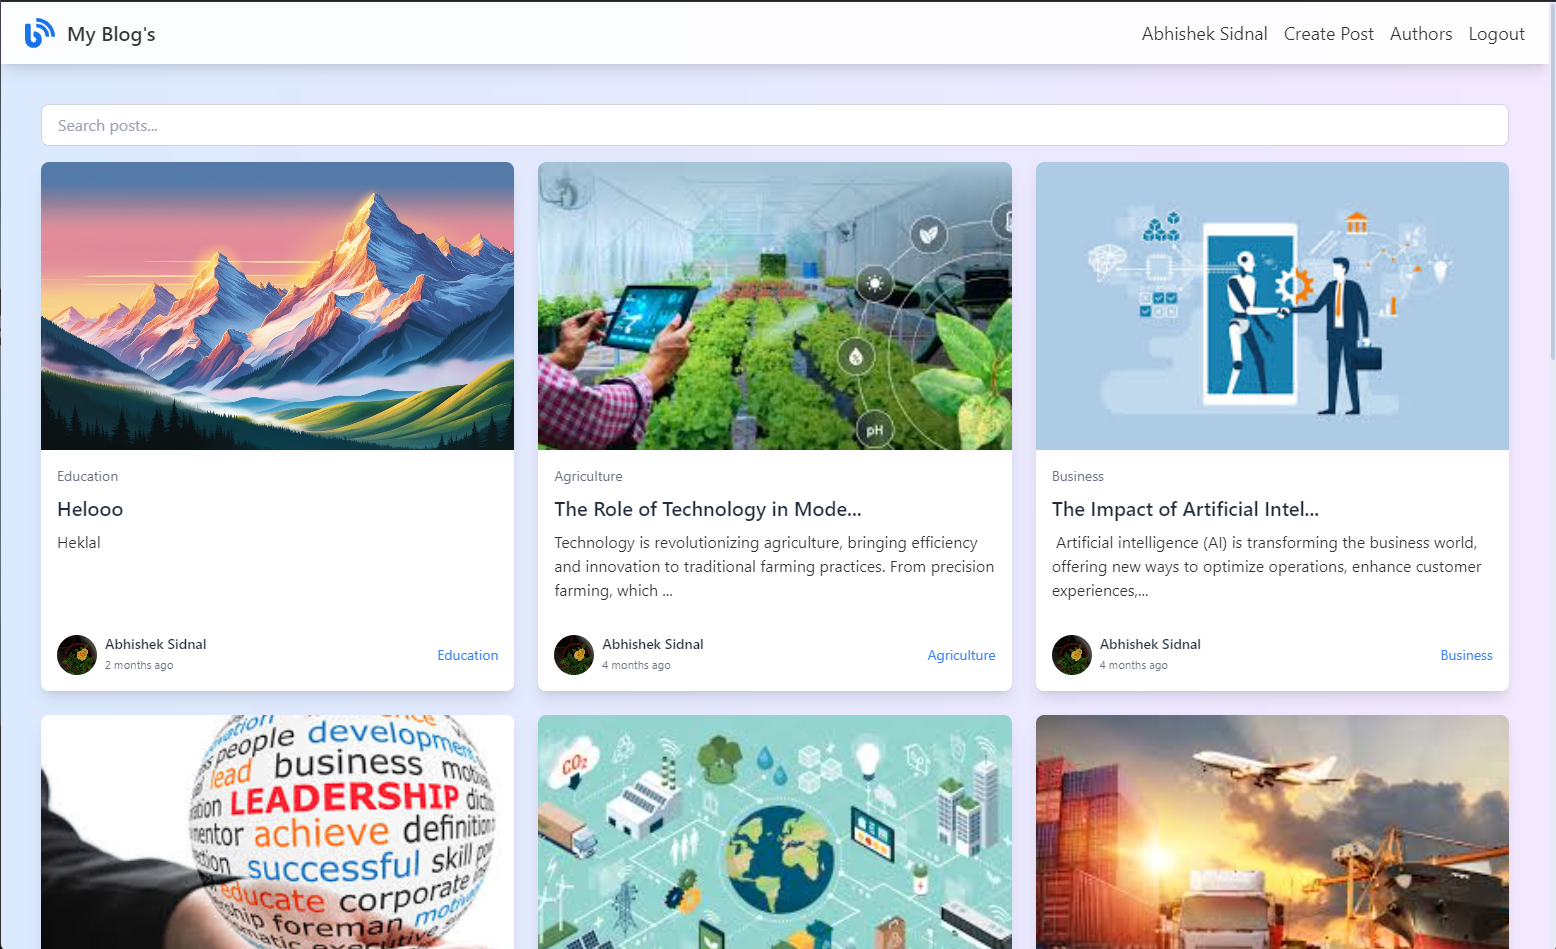 My Blog's
Abhishek Sidnal Create Post Authors Logout
Search posts...
pH
Education
Helooo
Heklal
Abhishek Sidnal
2 months ago
Education
Agriculture
The Role of Technology in Mode...
Technology is revolutionizing agriculture, bringing efficiency
and innovation to traditional farming practices. From precision
farming, which ...
Abhishek Sidnal
4 months ago
Agriculture
Business
The Impact of Artificial Intel...
Artificial intelligence (AI) is transforming the business world,
offering new ways to optimize operations, enhance customer
experiences,...
Abhishek Sidnal
4 months ago
Business
people development
lead business
LEADERSHIP
mentor achieve definition
successful skill
educate corporate
foreman
executive
CO2